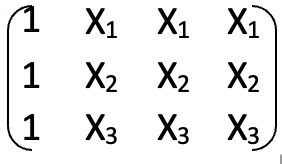 1 X₁ X₁ X₁
1 X₂ X₂ X₂
1 X₃ X₃ X₃